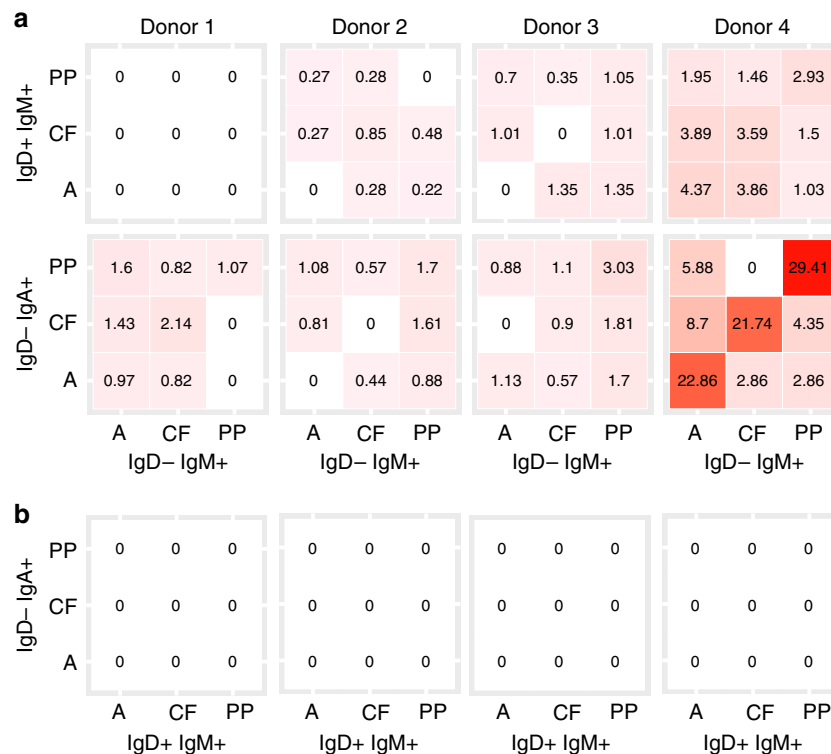 a
Donor 1 Donor 2 Donor 3 Donor 4
IgD+ IgM+
PP 0 0 0 0.27 0.28 0 0.7 0.35 1.05 1.95 1.46 2.93
CF 0 0 0 0.27 0.85 0.48 1.01 0 1.01 3.89 3.59 1.5
A 0 0 0 0 0.28 0.22 0 1.35 1.35 4.37 3.86 1.03
IgD− IgA+
PP 1.6 0.82 1.07 1.08 0.57 1.7 0.88 1.1 3.03 5.88 0 29.41
CF 1.43 2.14 0 0.81 0 1.61 0 0.9 1.81 8.7 21.74 4.35
A 0.97 0.82 0 0 0.44 0.88 1.13 0.57 1.7 22.86 2.86 2.86
A CF PP A CF PP A CF PP A CF PP
IgD− IgM+ IgD− IgM+ IgD− IgM+ IgD− IgM+
b
IgD− IgA+
PP 0 0 0 0 0 0 0 0 0 0 0 0
CF 0 0 0 0 0 0 0 0 0 0 0 0
A 0 0 0 0 0 0 0 0 0 0 0 0
A CF PP A CF PP A CF PP A CF PP
IgD+ IgM+ IgD+ IgM+ IgD+ IgM+ IgD+ IgM+